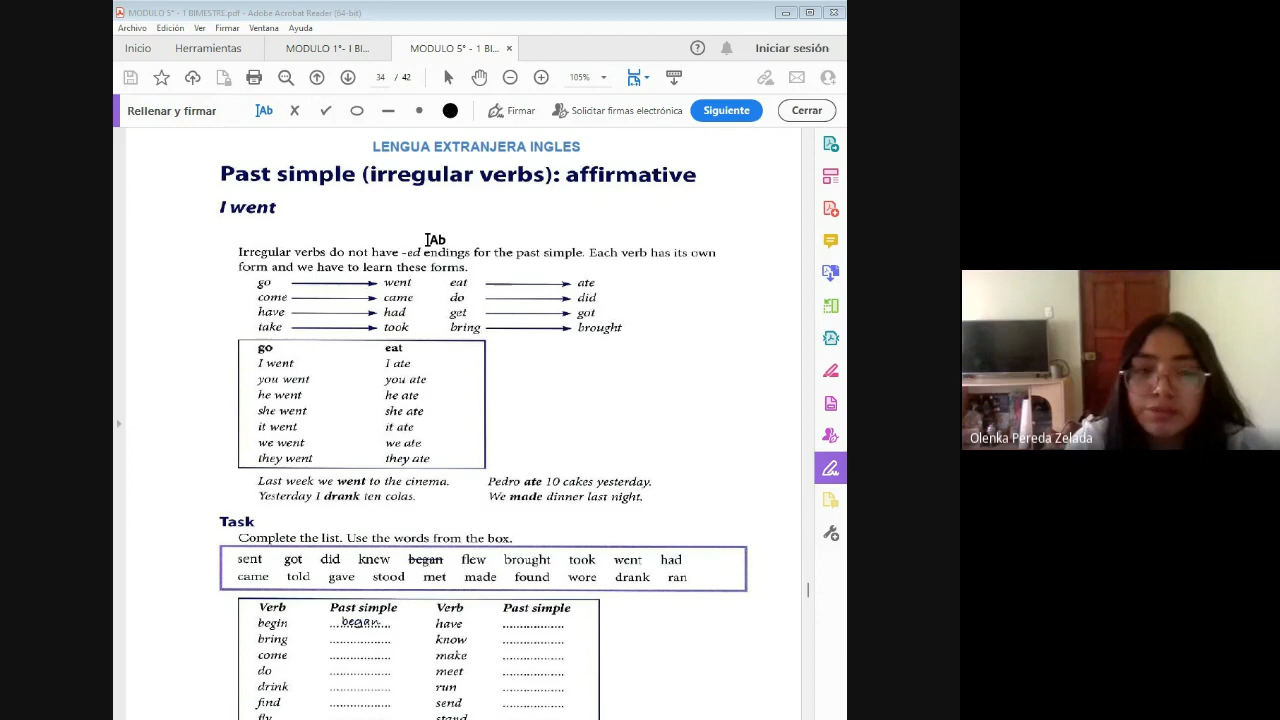 MODULO 5° - 1 BIMESTRE.pdf - Adobe Acrobat Reader (64-bit)
Archivo Edición Ver Firmar Ventana Ayuda
Inicio Herramientas MODULO 1°- I BI... MODULO 5° - 1 BI... × Iniciar sesión
34 / 42 105%
Rellenar y firmar Ab Firmar Solicitar firmas electrónica Siguiente Cerrar
LENGUA EXTRANJERA INGLES
Past simple (irregular verbs): affirmative
I went
Ab
Irregular verbs do not have -ed endings for the past simple. Each verb has its own
form and we have to learn these forms.
go went eat ate
come came do did
have had get got
take took bring brought
go eat
I went I ate
you went you ate
he went he ate
she went she ate
it went it ate
we went we ate
they went they ate
Last week we went to the cinema. Pedro ate 10 cakes yesterday.
Yesterday I drank ten colas. We made dinner last night.
Task
Complete the list. Use the words from the box.
sent got did knew began flew brought took went had
came told gave stood met made found wore drank ran
Verb Past simple Verb Past simple
begin began have ................
bring ................ know ................
come ................ make ................
do ................ meet ................
drink ................ run ................
find ................ send ................
fly stand
Olenka Pereda Zelada